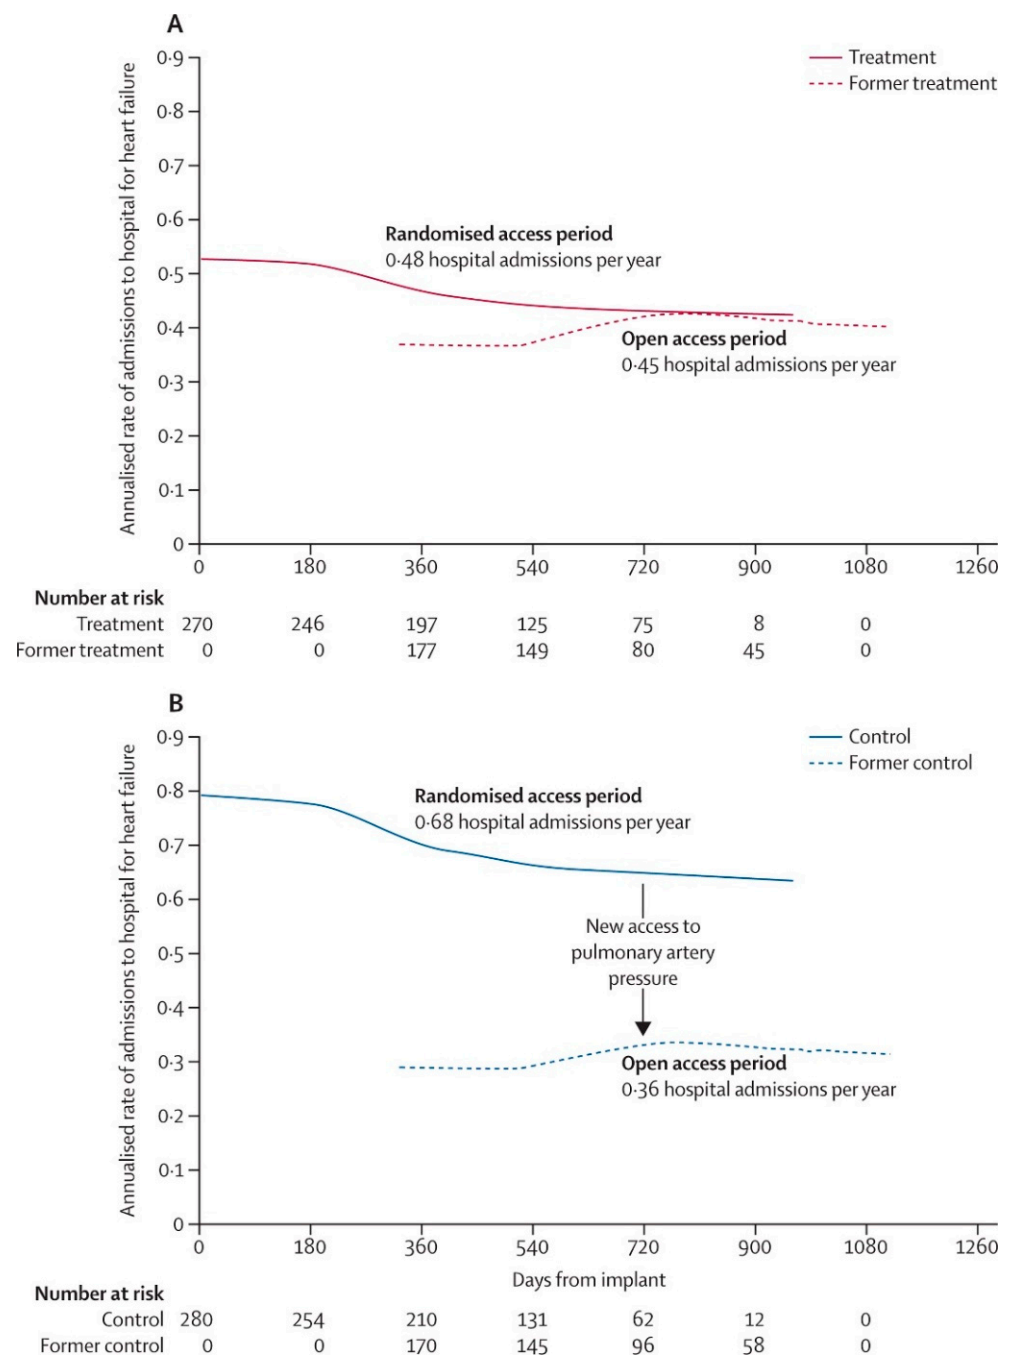 A
Annualised rate of admissions to hospital for heart failure
0·9
0·8
0·7
0·6
0·5
0·4
0·3
0·2
0·1
0
Treatment
Former treatment
Randomised access period
0·48 hospital admissions per year
Open access period
0·45 hospital admissions per year
0 180 360 540 720 900 1080 1260
Number at risk
Treatment 270 246 197 125 75 8 0
Former treatment 0 0 177 149 80 45 0
B
Annualised rate of admissions to hospital for heart failure
0·9
0·8
0·7
0·6
0·5
0·4
0·3
0·2
0·1
0
Control
Former control
Randomised access period
0·68 hospital admissions per year
New access to
pulmonary artery
pressure
Open access period
0·36 hospital admissions per year
0 180 360 540 720 900 1080 1260
Days from implant
Number at risk
Control 280 254 210 131 62 12 0
Former control 0 0 170 145 96 58 0